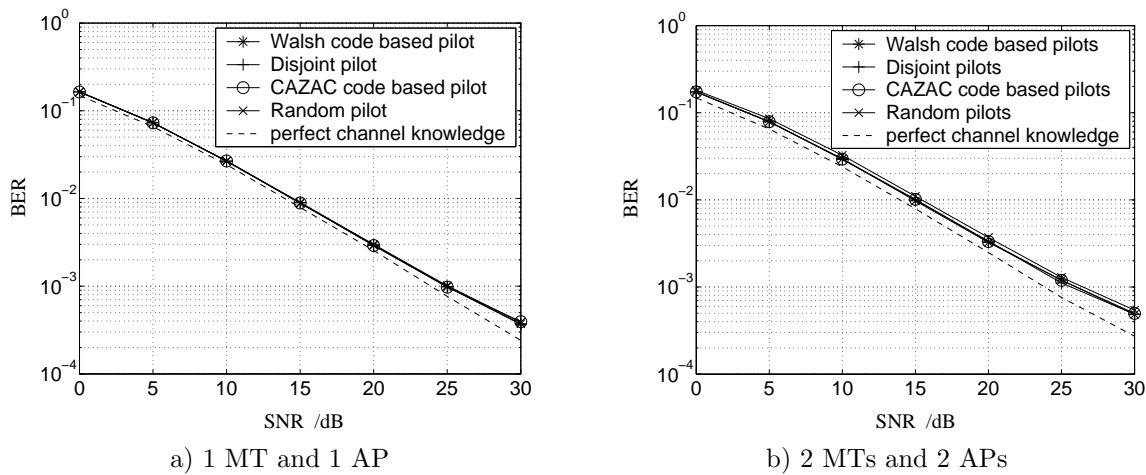 10^0
10^-1
10^-2
10^-3
10^-4
BER
0 5 10 15 20 25 30
SNR /dB
Walsh code based pilot
Disjoint pilot
CAZAC code based pilot
Random pilot
perfect channel knowledge
a) 1 MT and 1 AP
10^0
10^-1
10^-2
10^-3
10^-4
BER
0 5 10 15 20 25 30
SNR /dB
Walsh code based pilots
Disjoint pilots
CAZAC code based pilots
Random pilots
perfect channel knowledge
b) 2 MTs and 2 APs